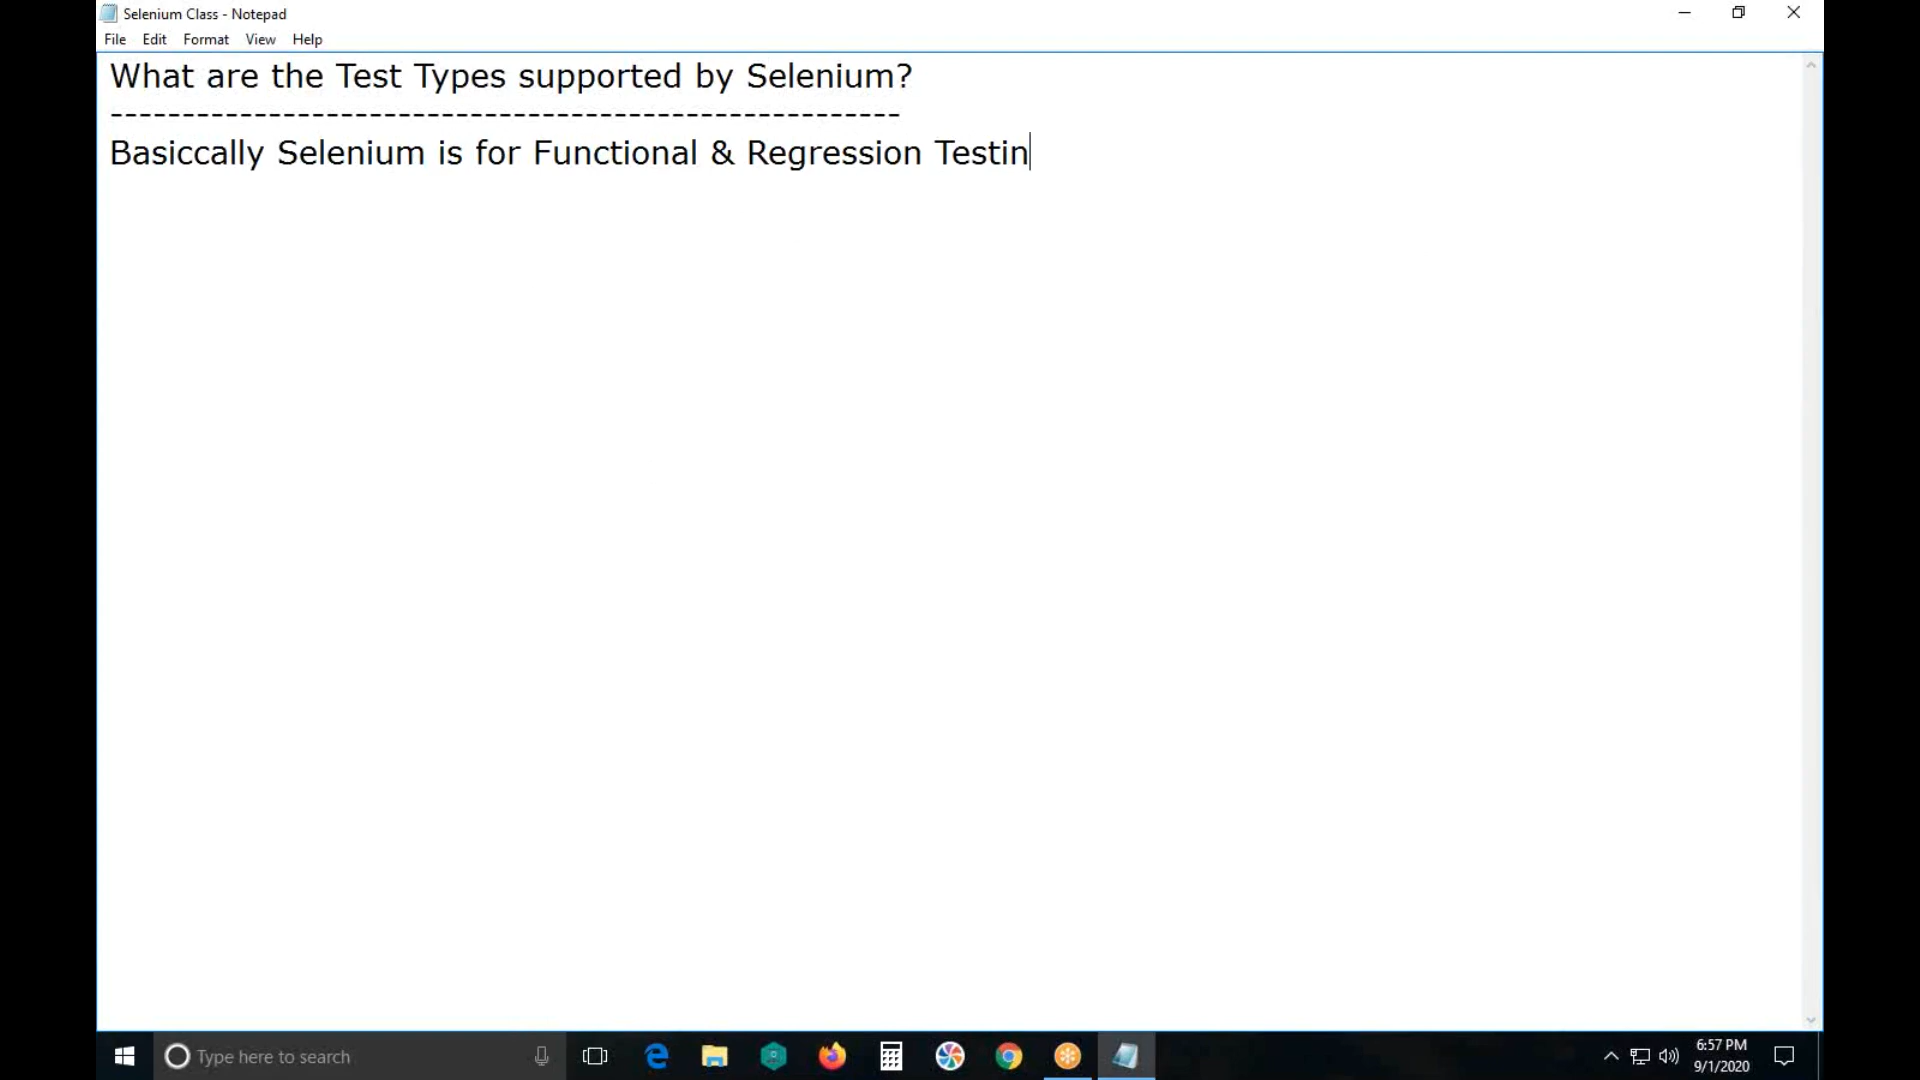 Selenium Class - Notepad
File Edit Format View Help
What are the Test Types supported by Selenium?
-------------------------------------------------------
Basiccally Selenium is for Functional & Regression Testin
Type here to search
6:57 PM
9/1/2020